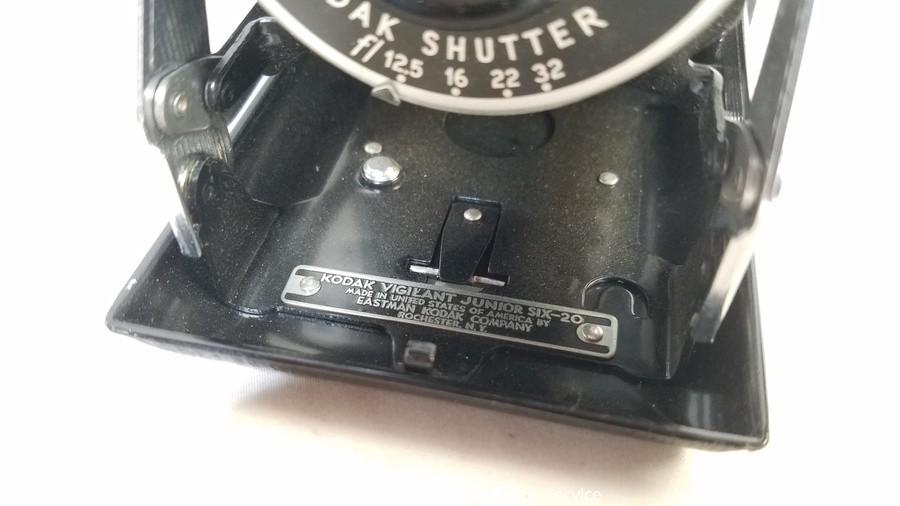 DAK SHUTTER
f/ 12.5 16 22 32
KODAK VIGILANT JUNIOR SIX-20
MADE IN UNITED STATES OF AMERICA BY
EASTMAN KODAK COMPANY
ROCHESTER, N.Y.
Service